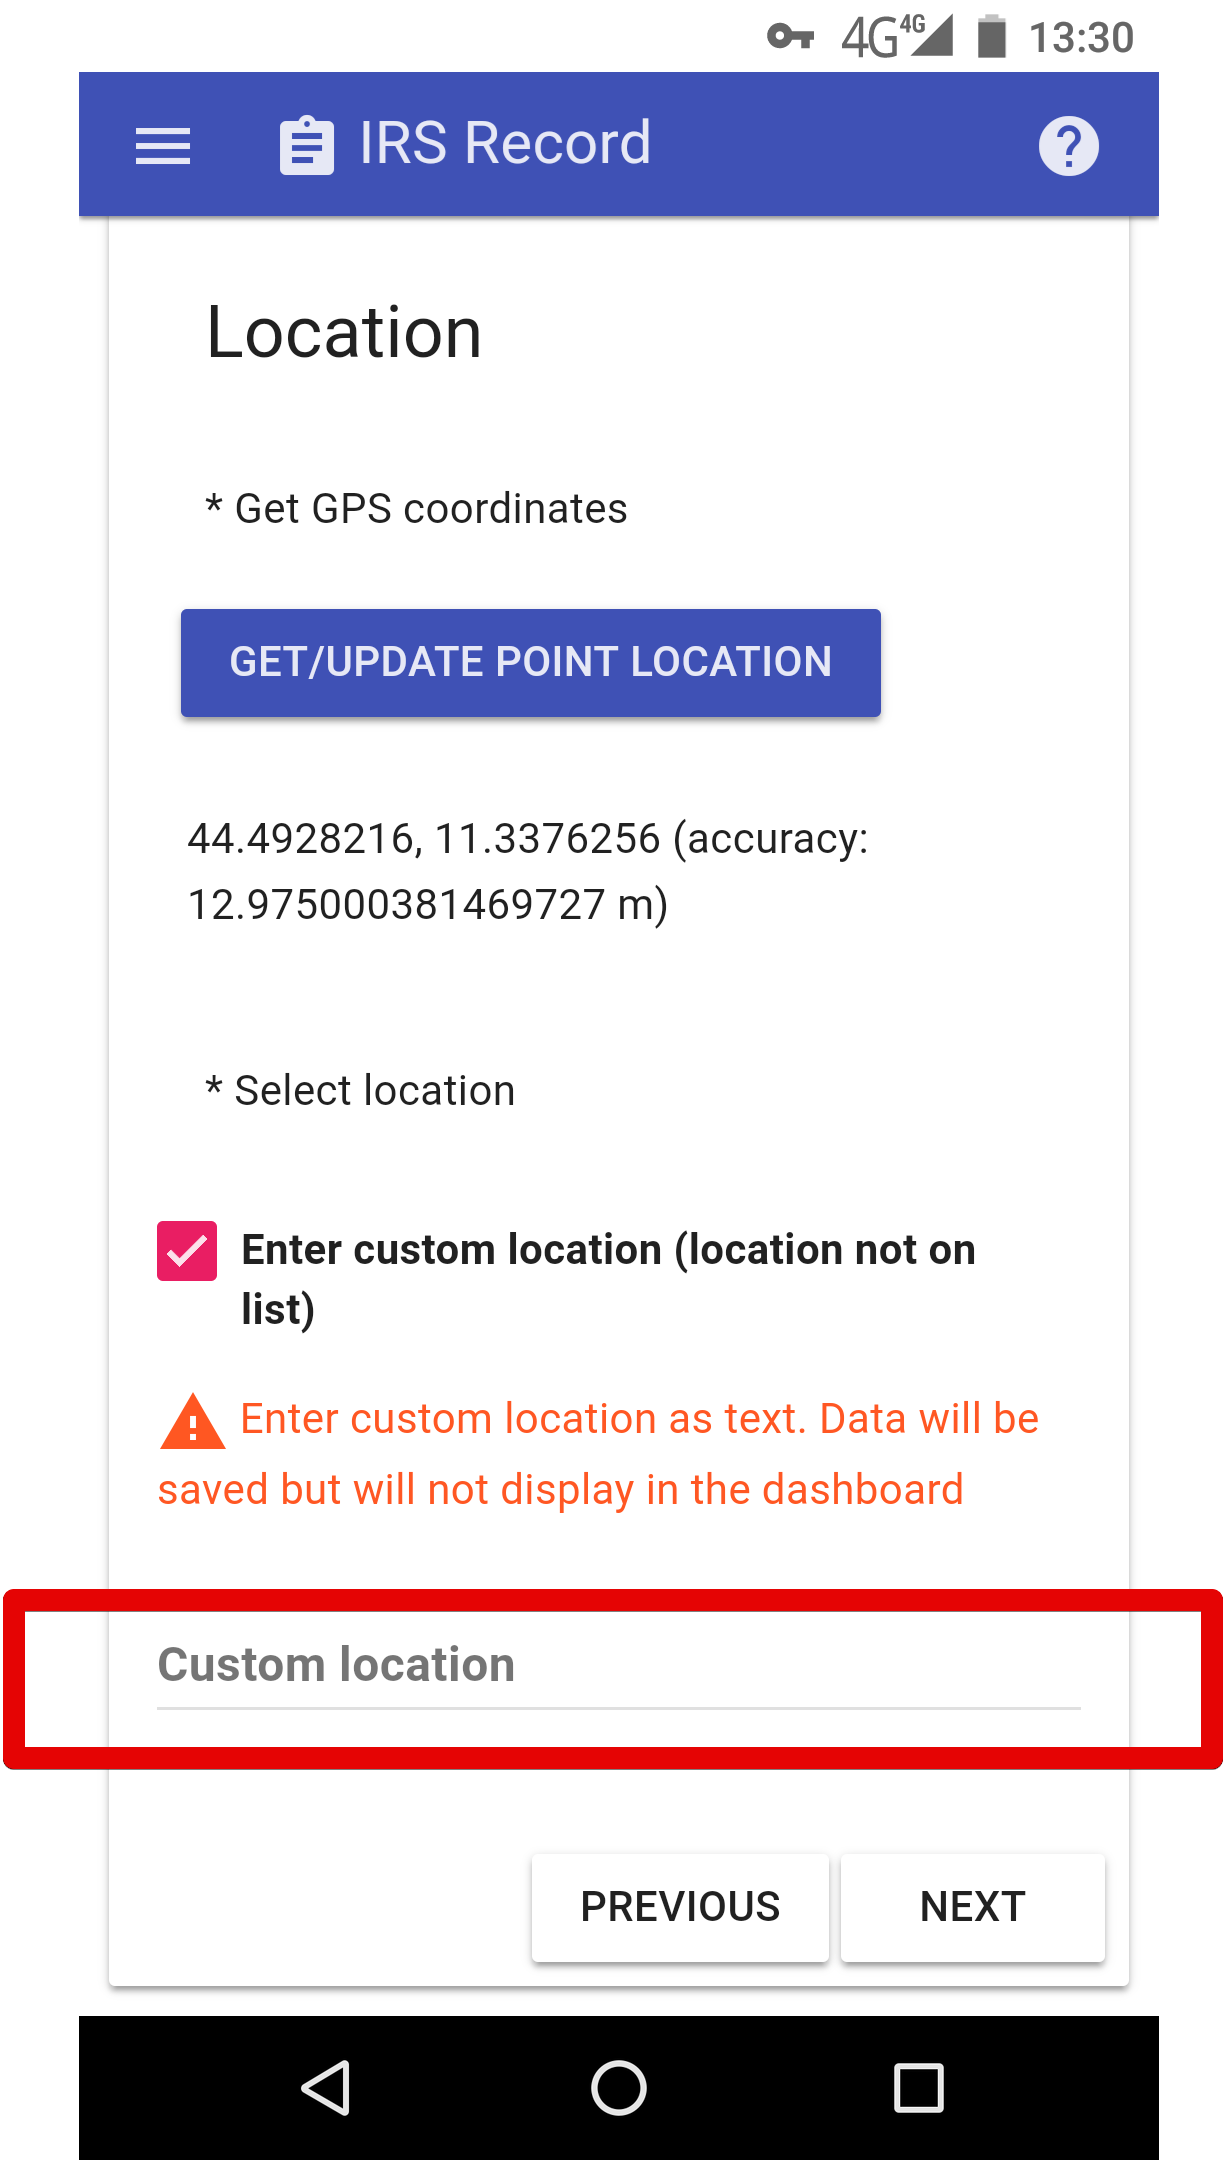 4G 4G 13:30
IRS Record ?
Location
* Get GPS coordinates
GET/UPDATE POINT LOCATION
44.4928216, 11.3376256 (accuracy:
12.9750000381469727 m)
* Select location
Enter custom location (location not on
list)
Enter custom location as text. Data will be
saved but will not display in the dashboard
Custom location
PREVIOUS NEXT